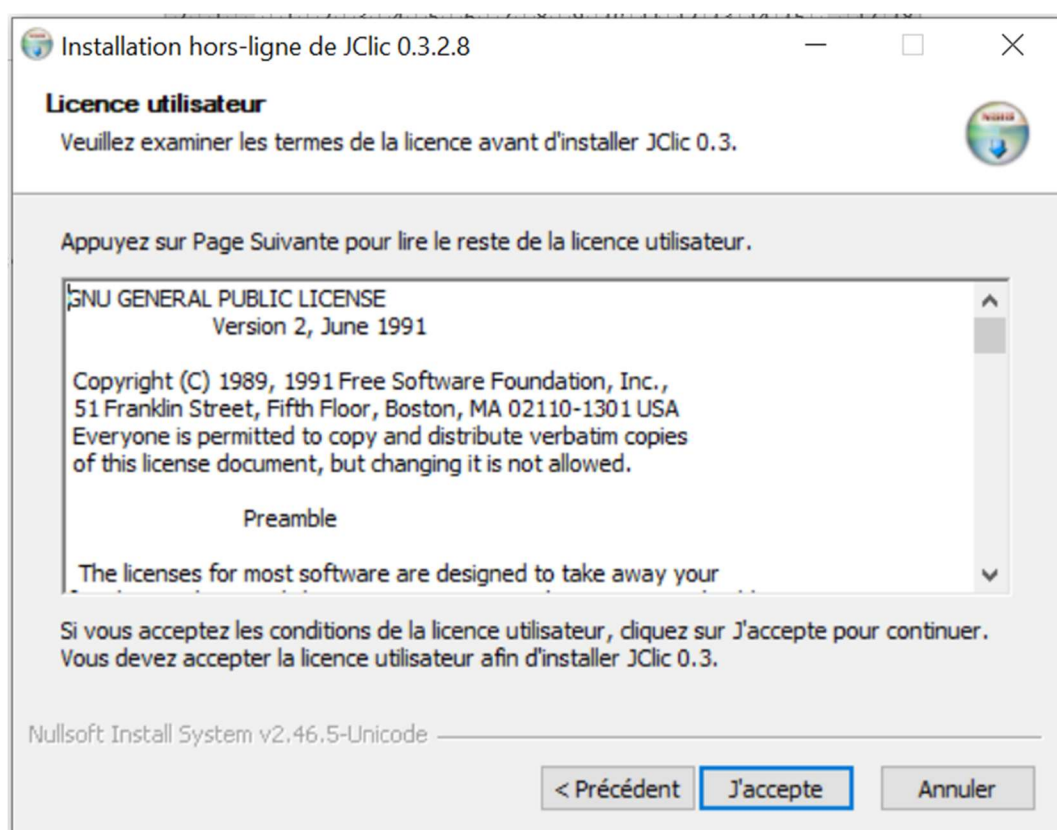 Installation hors-ligne de JClic 0.3.2.8
Licence utilisateur
Veuillez examiner les termes de la licence avant d'installer JClic 0.3.
Appuyez sur Page Suivante pour lire le reste de la licence utilisateur.
GNU GENERAL PUBLIC LICENSE
Version 2, June 1991
Copyright (C) 1989, 1991 Free Software Foundation, Inc.,
51 Franklin Street, Fifth Floor, Boston, MA 02110-1301 USA
Everyone is permitted to copy and distribute verbatim copies
of this license document, but changing it is not allowed.
Preamble
The licenses for most software are designed to take away your
Si vous acceptez les conditions de la licence utilisateur, cliquez sur J'accepte pour continuer.
Vous devez accepter la licence utilisateur afin d'installer JClic 0.3.
Nullsoft Install System v2.46.5-Unicode
< Précédent
J'accepte
Annuler